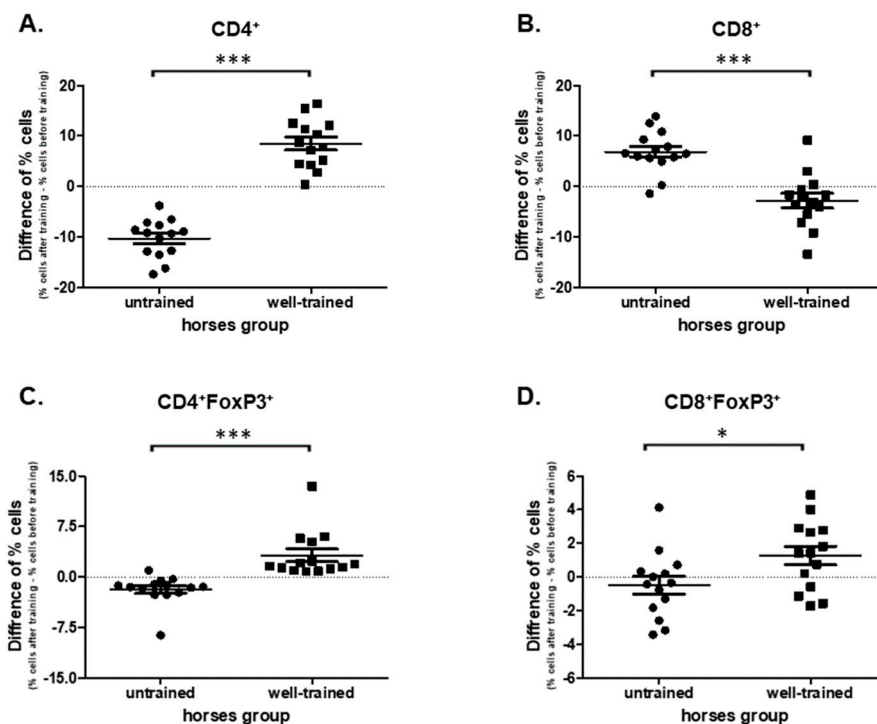 A.
CD4⁺
***
Diffrence of % cells
(% cells after training - % cells before training)
20
10
0
-10
-20
untrained well-trained
horses group
B.
CD8⁺
***
Diffrence of % cells
(% cells after training - % cells before training)
20
10
0
-10
-20
untrained well-trained
horses group
C.
CD4⁺FoxP3⁺
***
Diffrence of % cells
(% cells after training - % cells before training)
15.0
7.5
0.0
-7.5
-15.0
untrained well-trained
horses group
D.
CD8⁺FoxP3⁺
*
Diffrence of % cells
(% cells after training - % cells before training)
6
4
2
0
-2
-4
-6
untrained well-trained
horses group